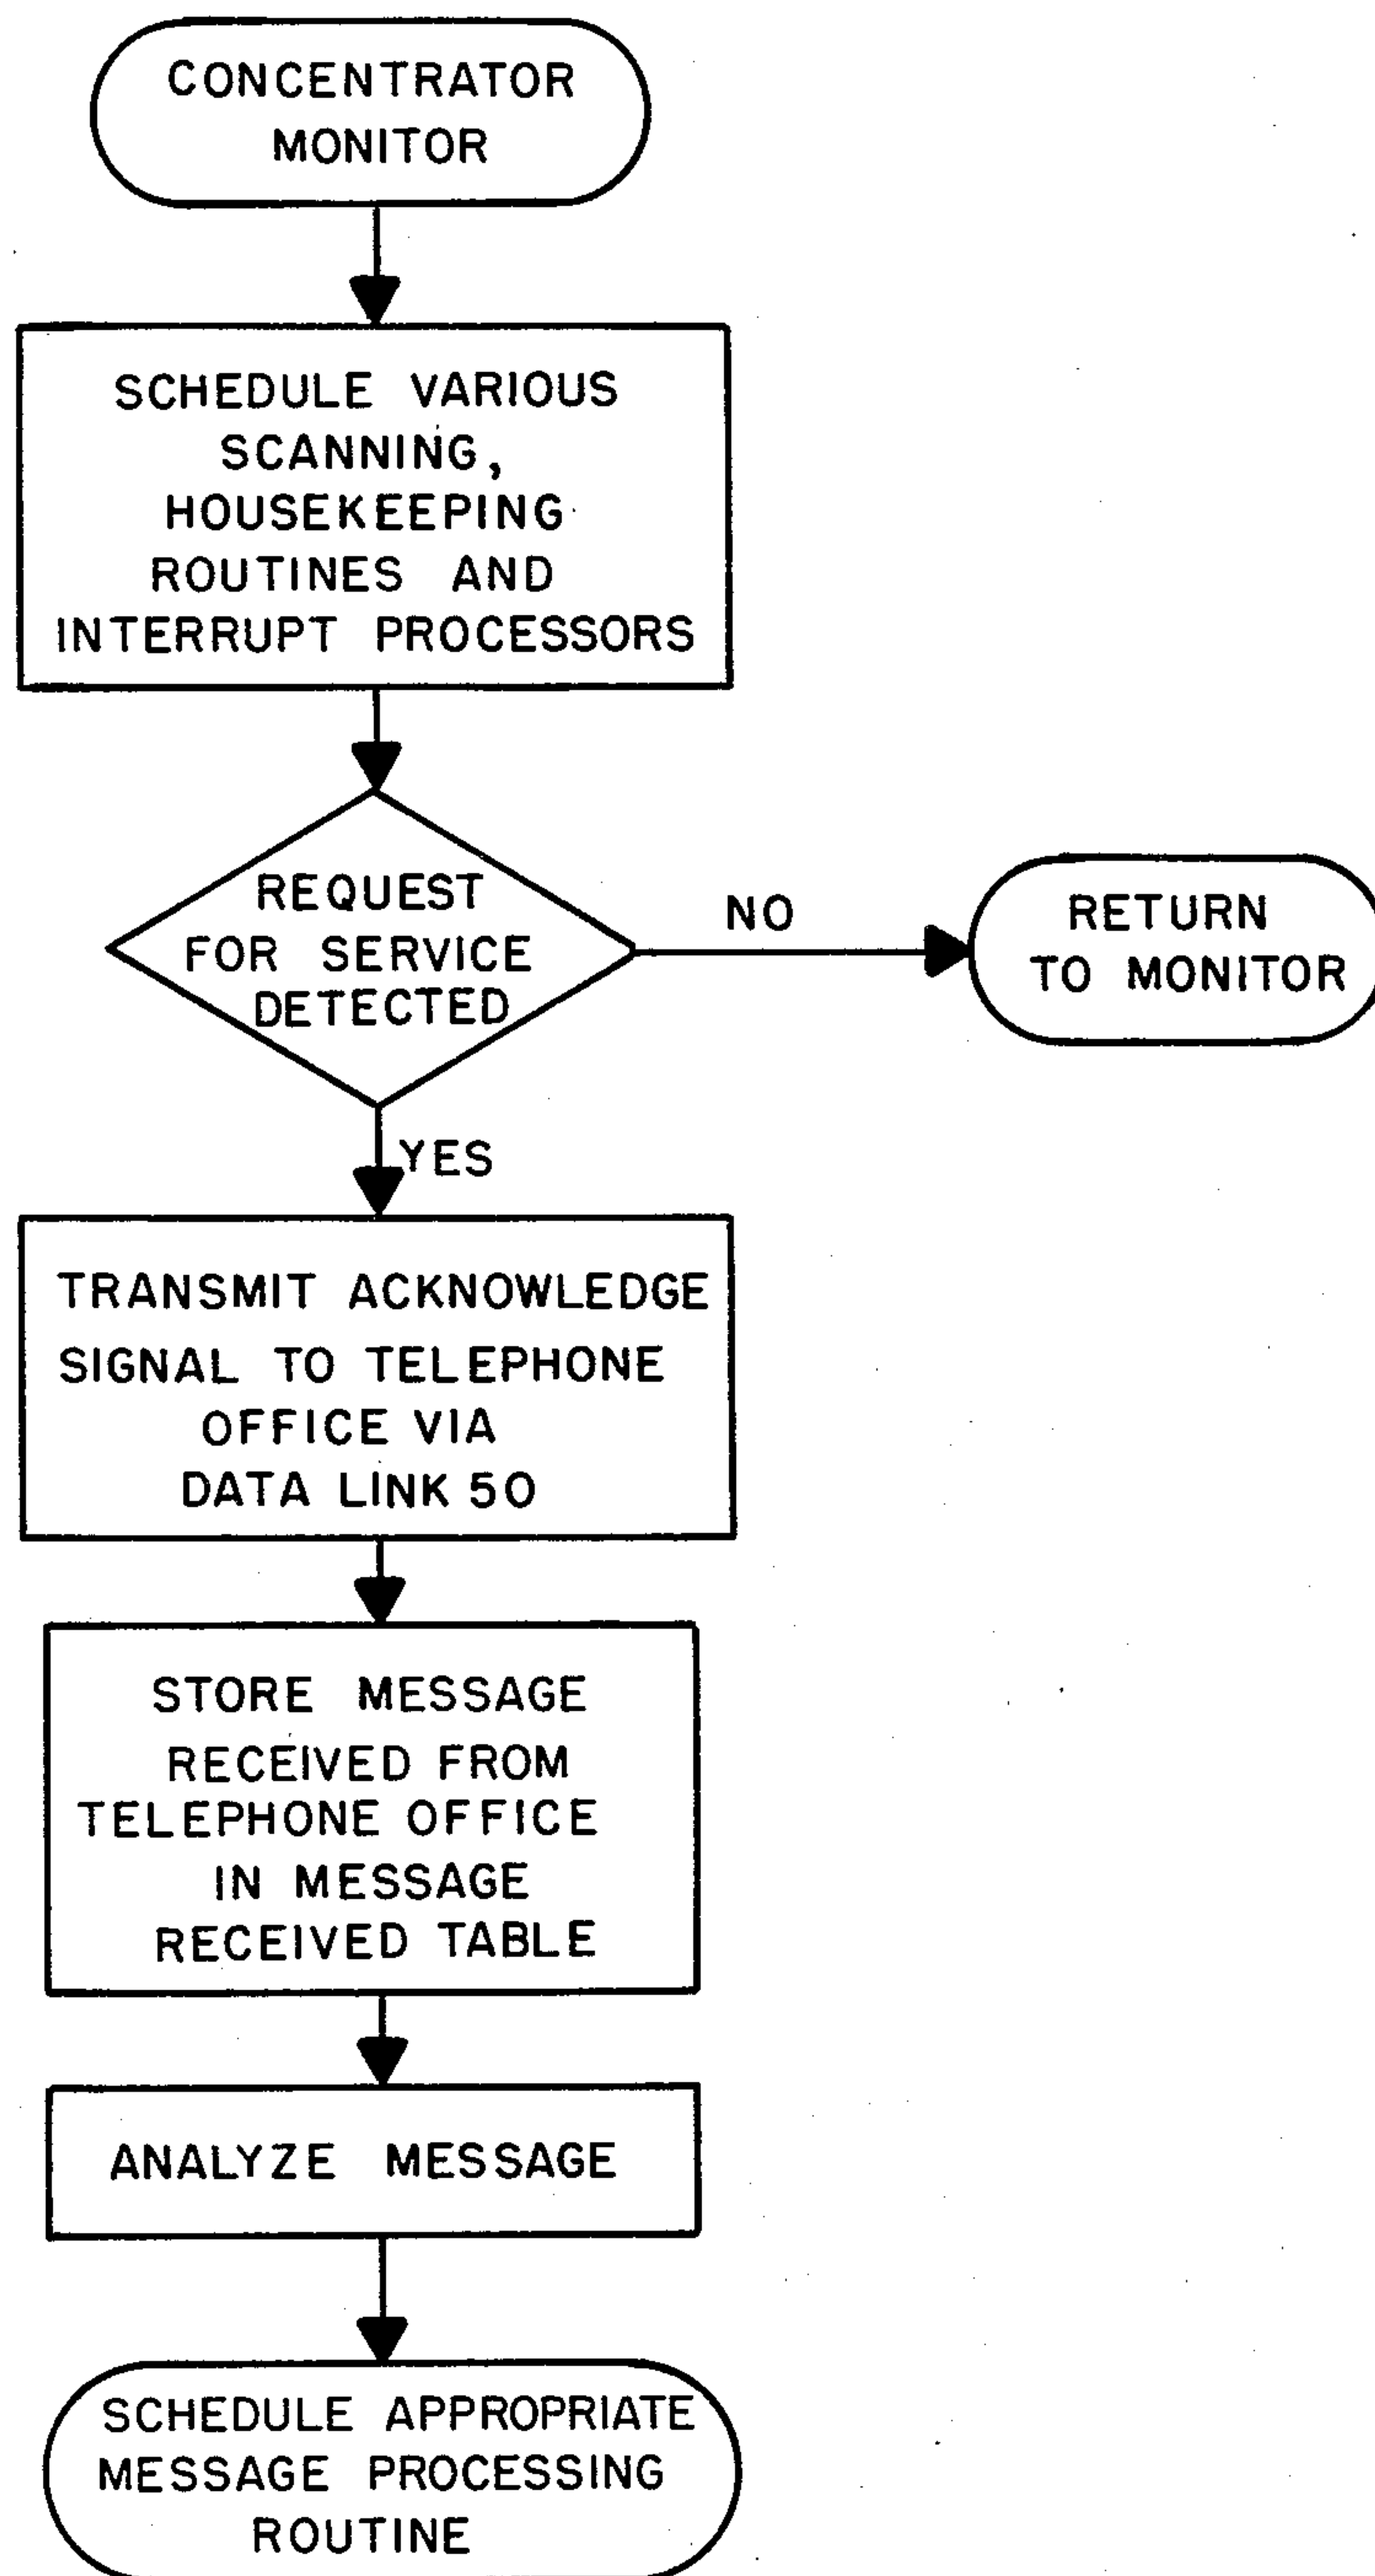 CONCENTRATOR
MONITOR
SCHEDULE VARIOUS
SCANNING,
HOUSEKEEPING
ROUTINES AND
INTERRUPT PROCESSORS
REQUEST
FOR SERVICE
DETECTED
NO
RETURN
TO MONITOR
YES
TRANSMIT ACKNOWLEDGE
SIGNAL TO TELEPHONE
OFFICE VIA
DATA LINK 50
STORE MESSAGE
RECEIVED FROM
TELEPHONE OFFICE
IN MESSAGE
RECEIVED TABLE
ANALYZE MESSAGE
SCHEDULE APPROPRIATE
MESSAGE PROCESSING
ROUTINE